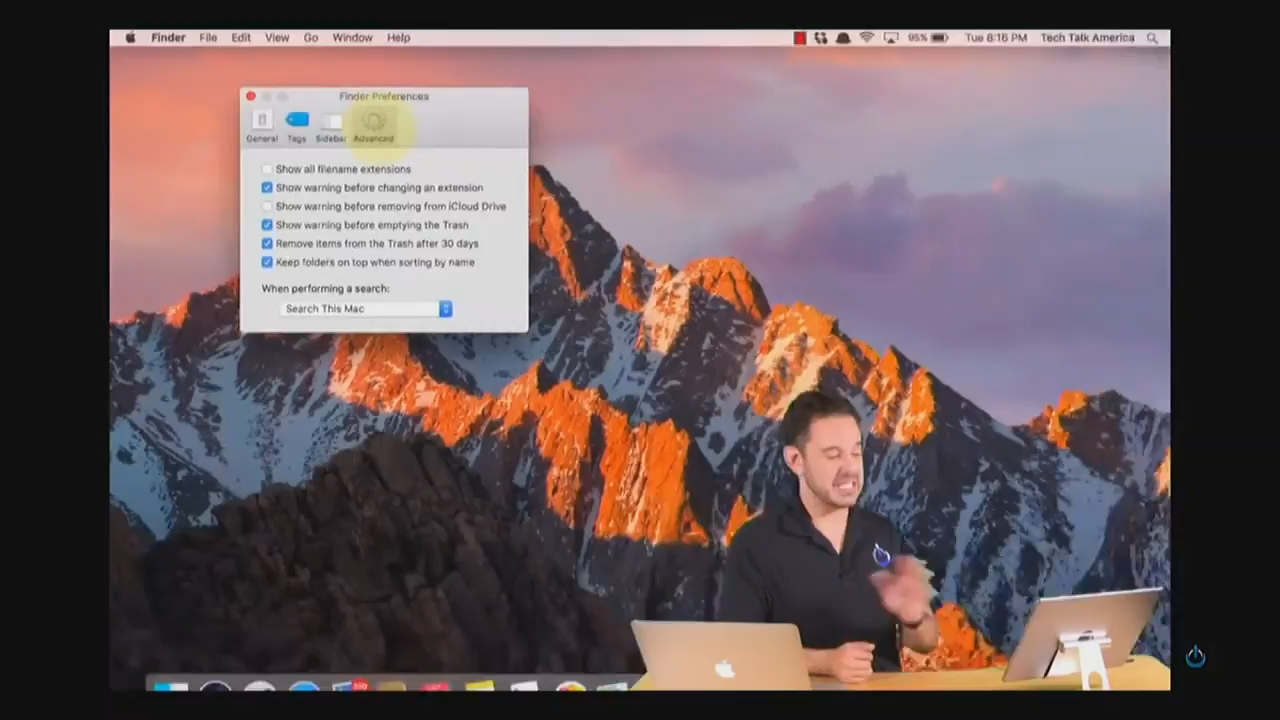 Finder File Edit View Go Window Help 95% Tue 8:16 PM Tech Talk America
Finder Preferences
General Tags Sidebar Advanced
Show all filename extensions
Show warning before changing an extension
Show warning before removing from iCloud Drive
Show warning before emptying the Trash
Remove items from the Trash after 30 days
Keep folders on top when sorting by name
When performing a search:
Search This Mac